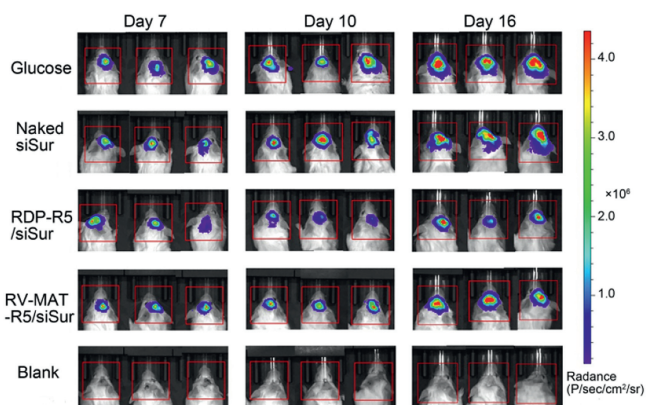 Day 7
Day 10
Day 16
Glucose
Naked
siSur
RDP-R5
/siSur
RV-MAT
-R5/siSur
Blank
4.0
3.0
×10⁶
2.0
1.0
Radance
(P/sec/cm²/sr)